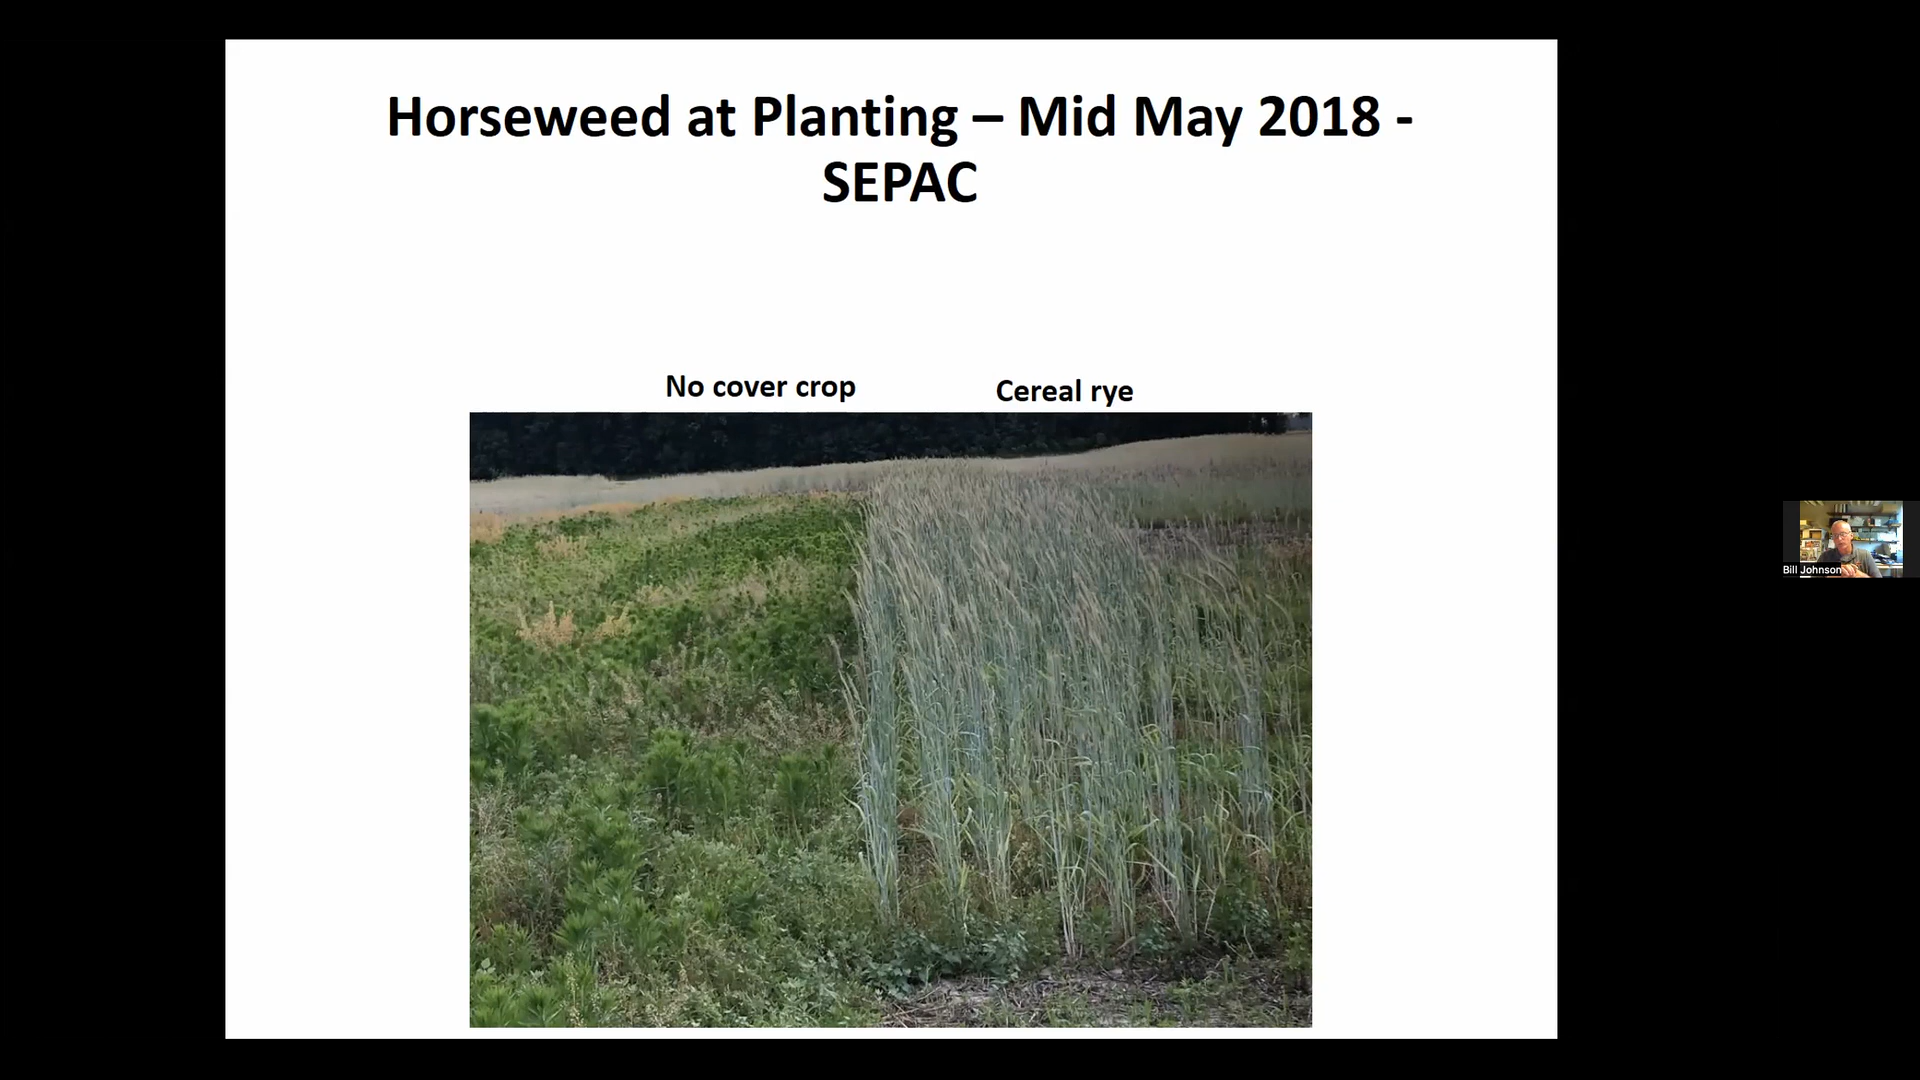 Horseweed at Planting – Mid May 2018 -
SEPAC
No cover crop
Cereal rye
Bill Johnson